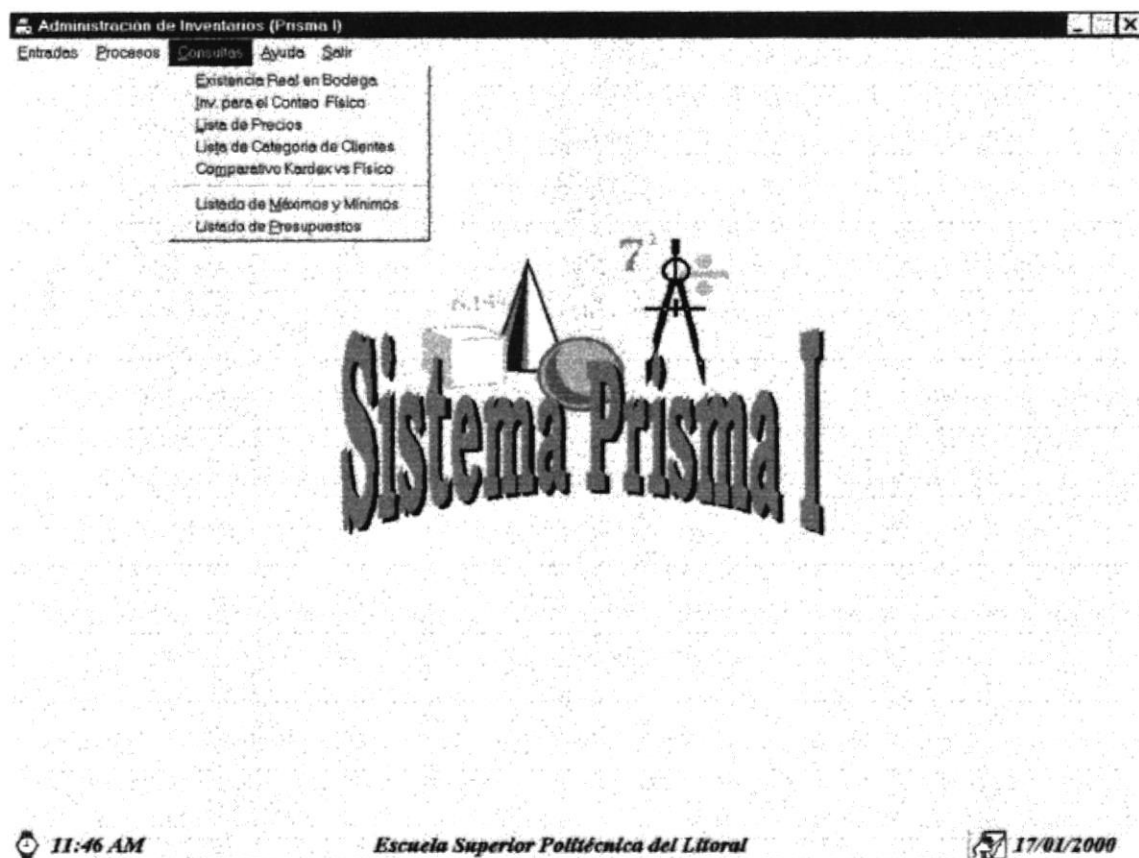 Administración de Inventarios (Prisma I)
Entradas Procesos Consultas Ayuda Salir
Existencia Real en Bodega
Inv. para el Conteo Físico
Lista de Precios
Lista de Categoria de Clientes
Comparativo Kardex vs Físico
Listado de Máximos y Mínimos
Listado de Presupuestos
7²
Sistema Prisma I
11:46 AM Escuela Superior Politécnica del Litoral 17/01/2000